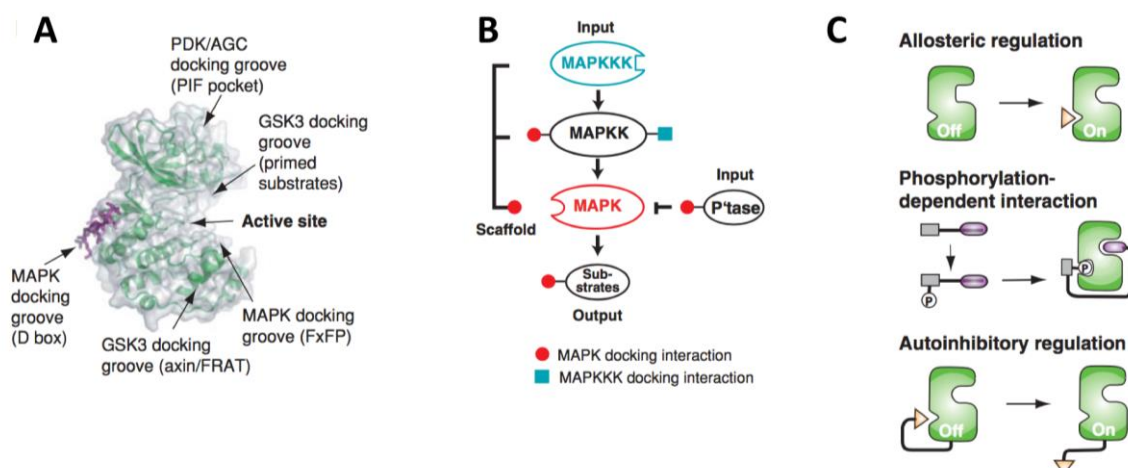 A
PDK/AGC
docking groove
(PIF pocket)
GSK3 docking
groove
(primed
substrates)
Active site
MAPK
docking
groove
(D box)
GSK3 docking
groove (axin/FRAT)
MAPK docking
groove (FxFP)
B
Input
MAPKKK
MAPKK
MAPK
Input
P'tase
Scaffold
Sub-
strates
Output
MAPK docking interaction
MAPKKK docking interaction
C
Allosteric regulation
Off
On
Phosphorylation-
dependent interaction
P
P
Autoinhibitory regulation
Off
On